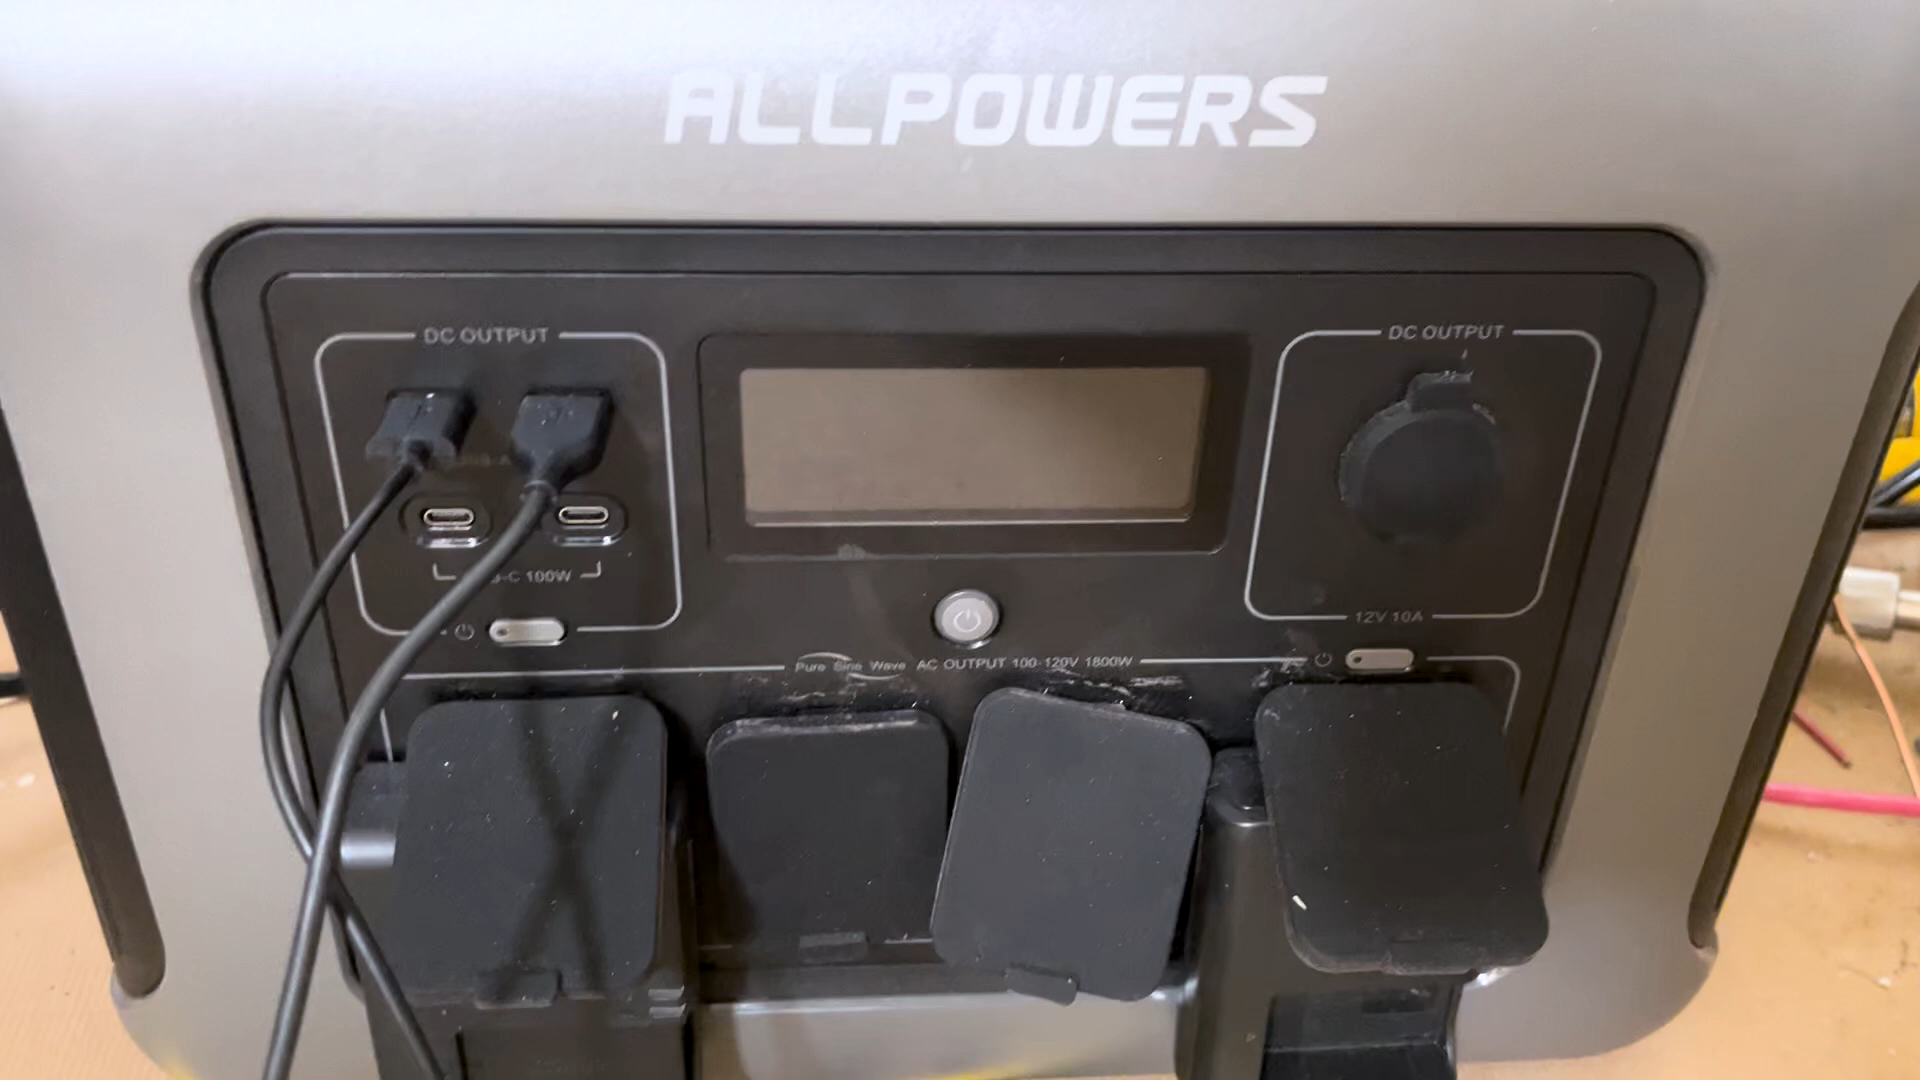 ALLPOWERS
DC OUTPUT
DC OUTPUT
100W
12V 10A
Pure Sine Wave AC OUTPUT 100-120V 1800W